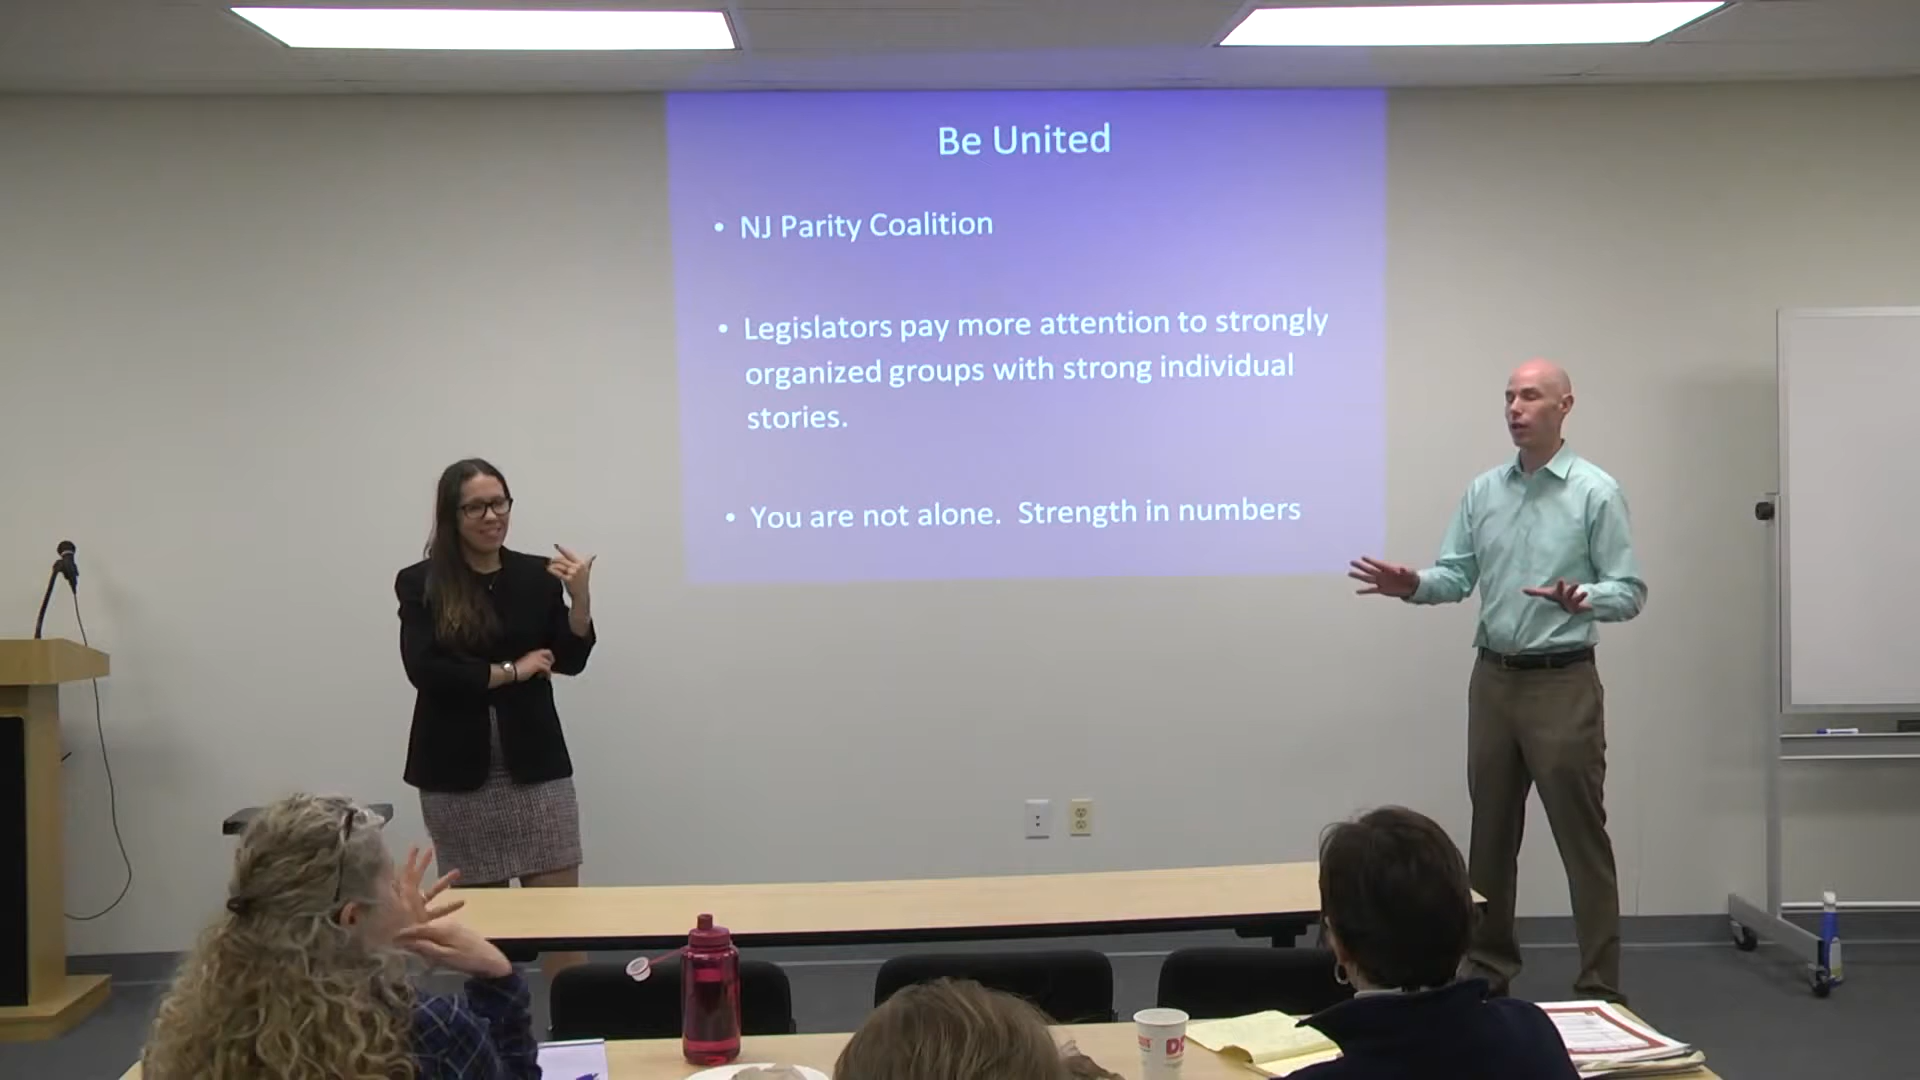 Be United
• NJ Parity Coalition
• Legislators pay more attention to strongly
organized groups with strong individual
stories.
• You are not alone.  Strength in numbers